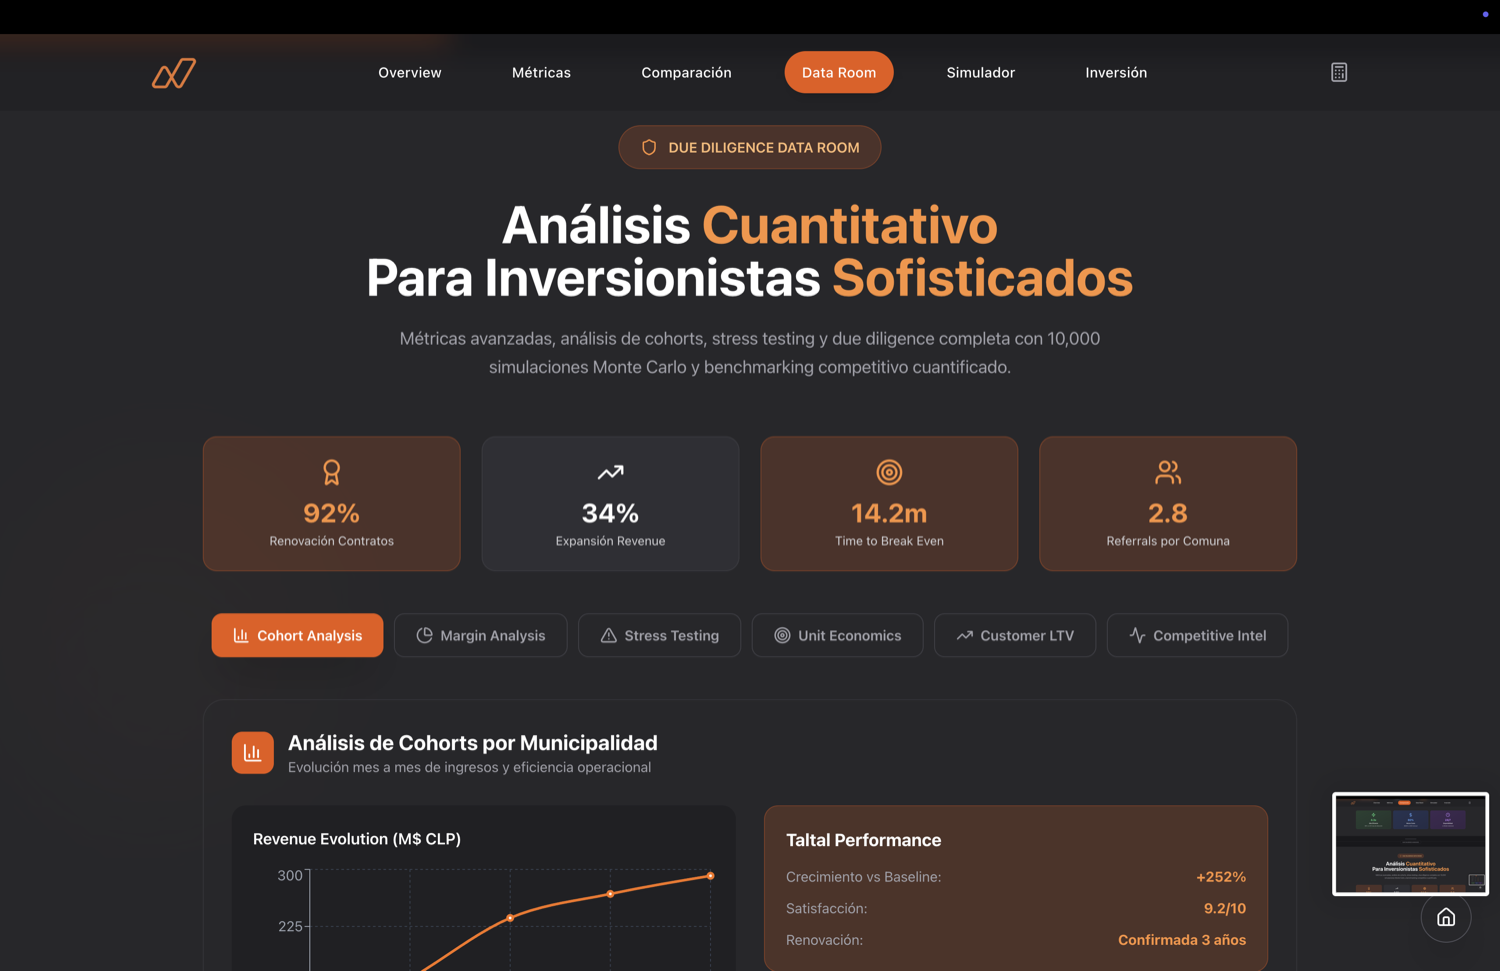 Overview
Métricas
Comparación
Data Room
Simulador
Inversión
DUE DILIGENCE DATA ROOM
Análisis Cuantitativo
Para Inversionistas Sofisticados
Métricas avanzadas, análisis de cohorts, stress testing y due diligence completa con 10,000
simulaciones Monte Carlo y benchmarking competitivo cuantificado.
92%
Renovación Contratos
34%
Expansión Revenue
14.2m
Time to Break Even
2.8
Referrals por Comuna
Cohort Analysis
Margin Analysis
Stress Testing
Unit Economics
Customer LTV
Competitive Intel
Análisis de Cohorts por Municipalidad
Evolución mes a mes de ingresos y eficiencia operacional
Revenue Evolution (M$ CLP)
300
225
Taltal Performance
Crecimiento vs Baseline: +252%
Satisfacción: 9.2/10
Renovación: Confirmada 3 años
Análisis Cuantitativo
Para Inversionistas Sofisticados